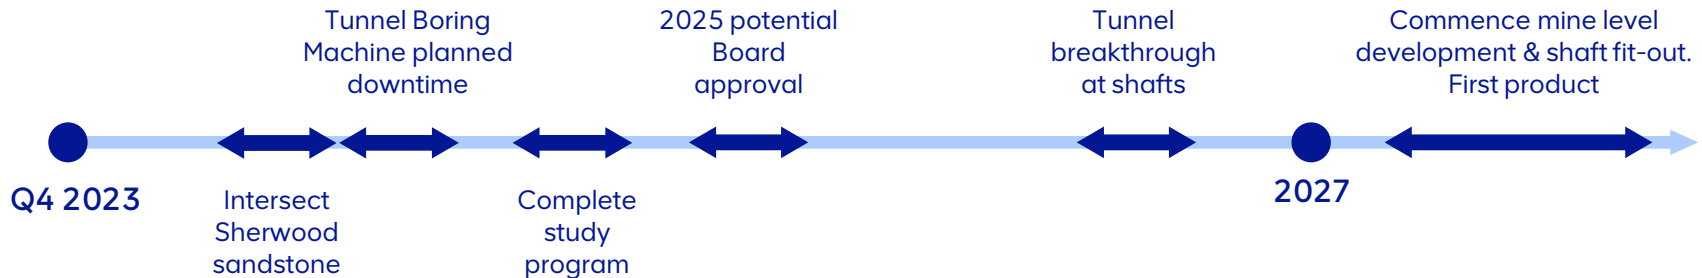 Tunnel Boring
Machine planned
downtime
2025 potential
Board
approval
Tunnel
breakthrough
at shafts
Commence mine level
development & shaft fit-out.
First product
Q4 2023
Intersect
Sherwood
sandstone
Complete
study
program
2027